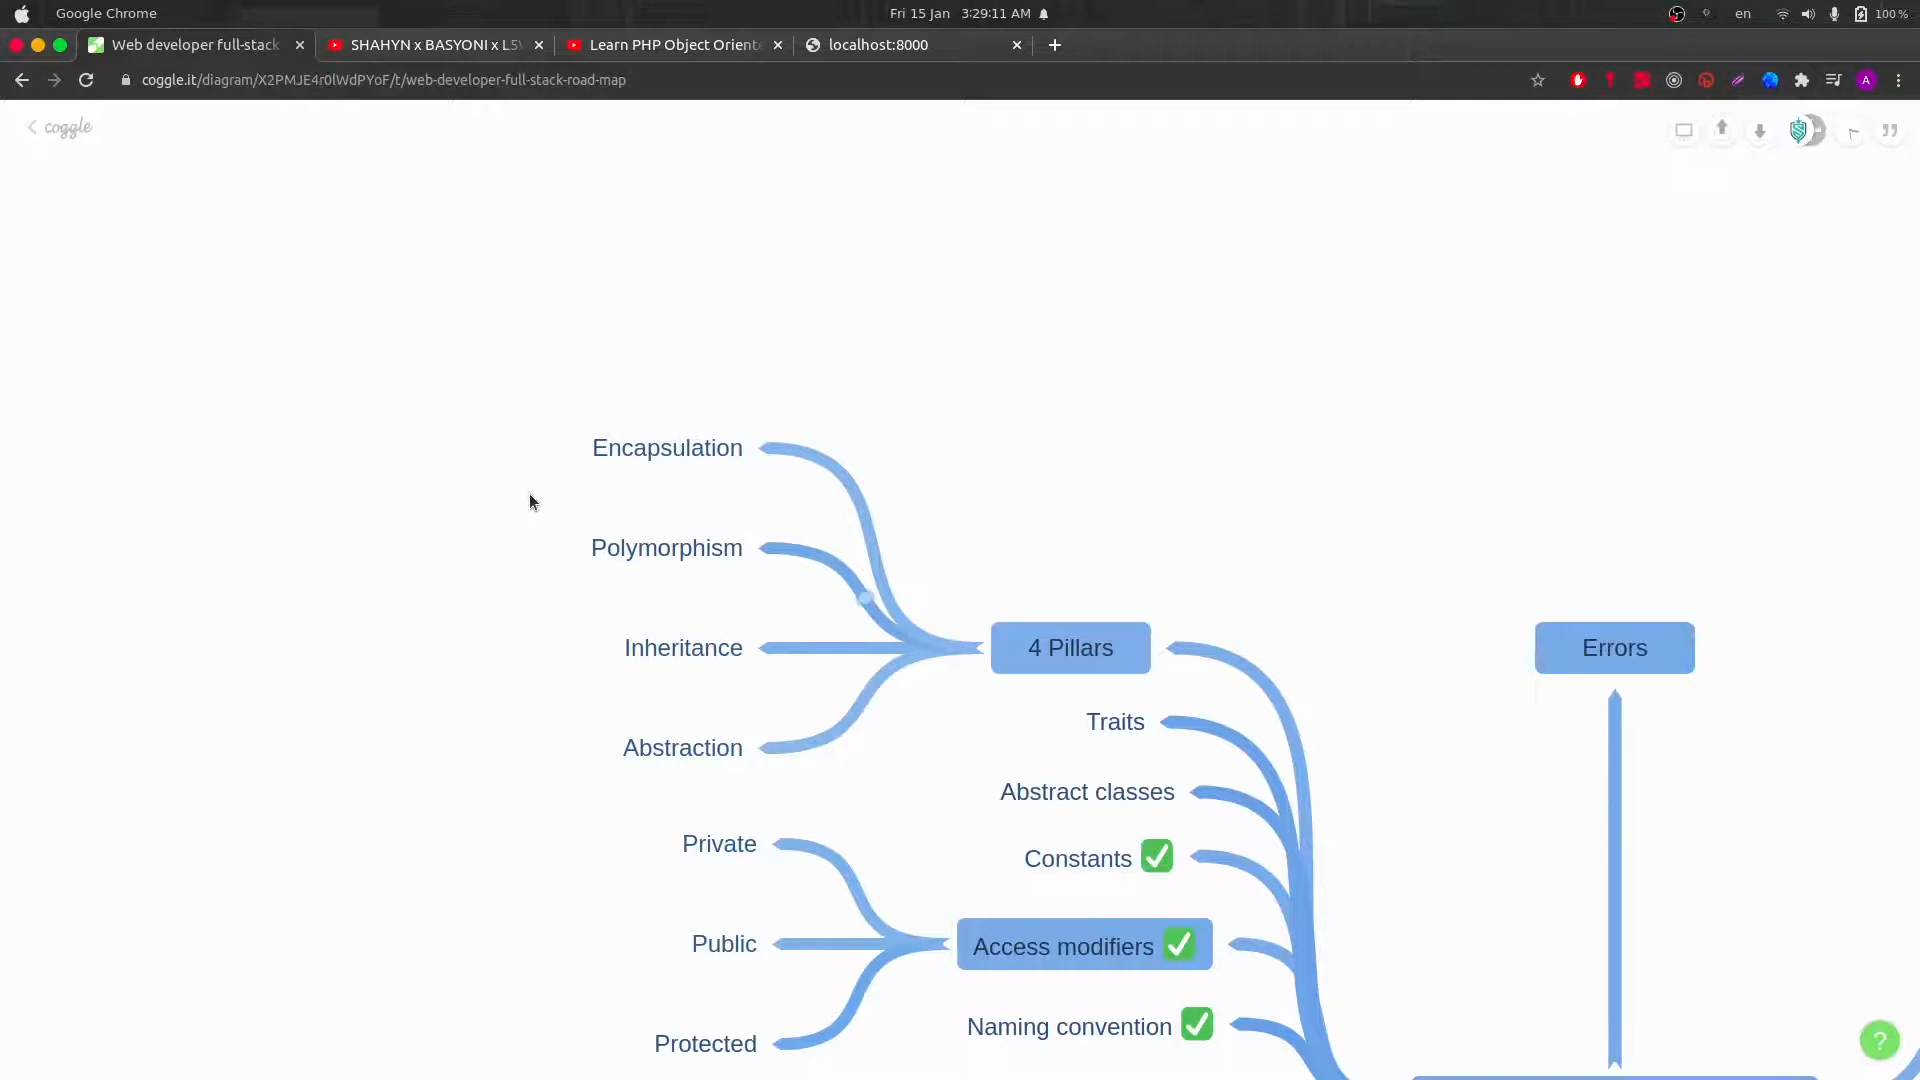 Google Chrome
Fri 15 Jan 3:29:11 AM
en
100 %
Web developer full-stack
SHAHYN x BASYONI x L5V
Learn PHP Object Oriente
localhost:8000
coggle.it/diagram/X2PMJE4r0lWdPYoF/t/web-developer-full-stack-road-map
A
coggle
Encapsulation
Polymorphism
Inheritance
Abstraction
4 Pillars
Errors
Traits
Abstract classes
Constants ✅
Private
Public
Protected
Access modifiers ✅
Naming convention ✅
?